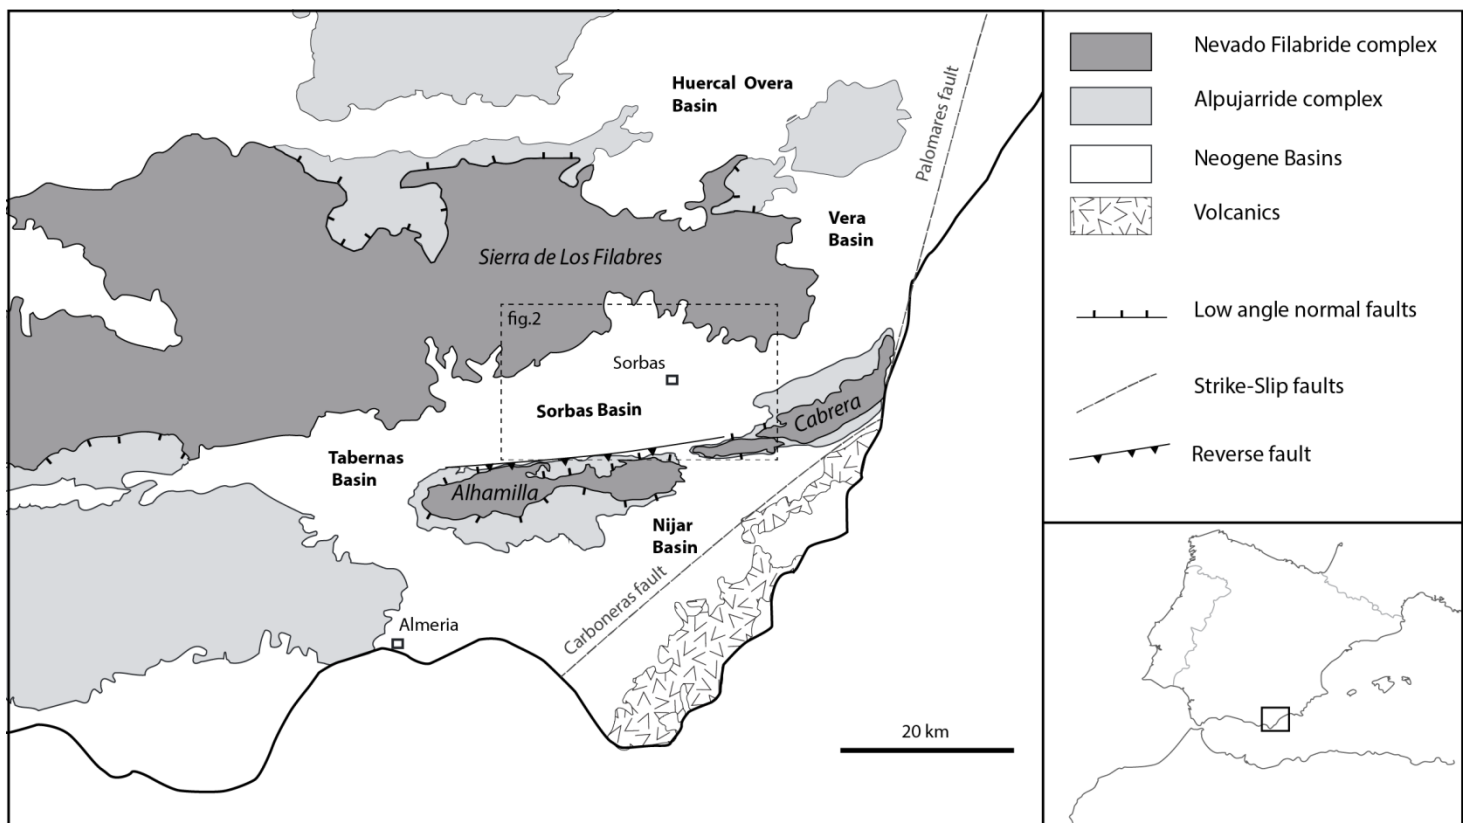 Huercal Overa
Basin
Palomares fault
Vera
Basin
Sierra de Los Filabres
fig.2
Sorbas
Sorbas Basin
Cabrera
Tabernas
Basin
Alhamilla
Nijar
Basin
Carboneras fault
Almeria
20 km
Nevado Filabride complex
Alpujarride complex
Neogene Basins
Volcanics
Low angle normal faults
Strike-Slip faults
Reverse fault